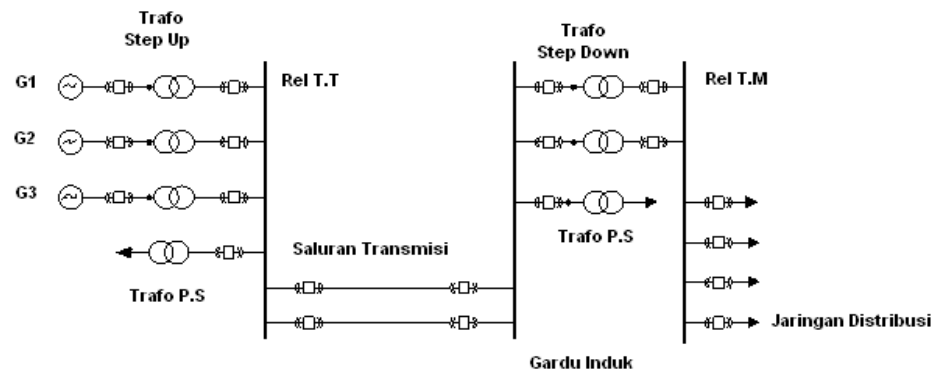 Trafo
Step Up
Trafo
Step Down
G1
Rel T.T
Rel T.M
G2
G3
Trafo P.S
Saluran Transmisi
Trafo P.S
Jaringan Distribusi
Gardu Induk